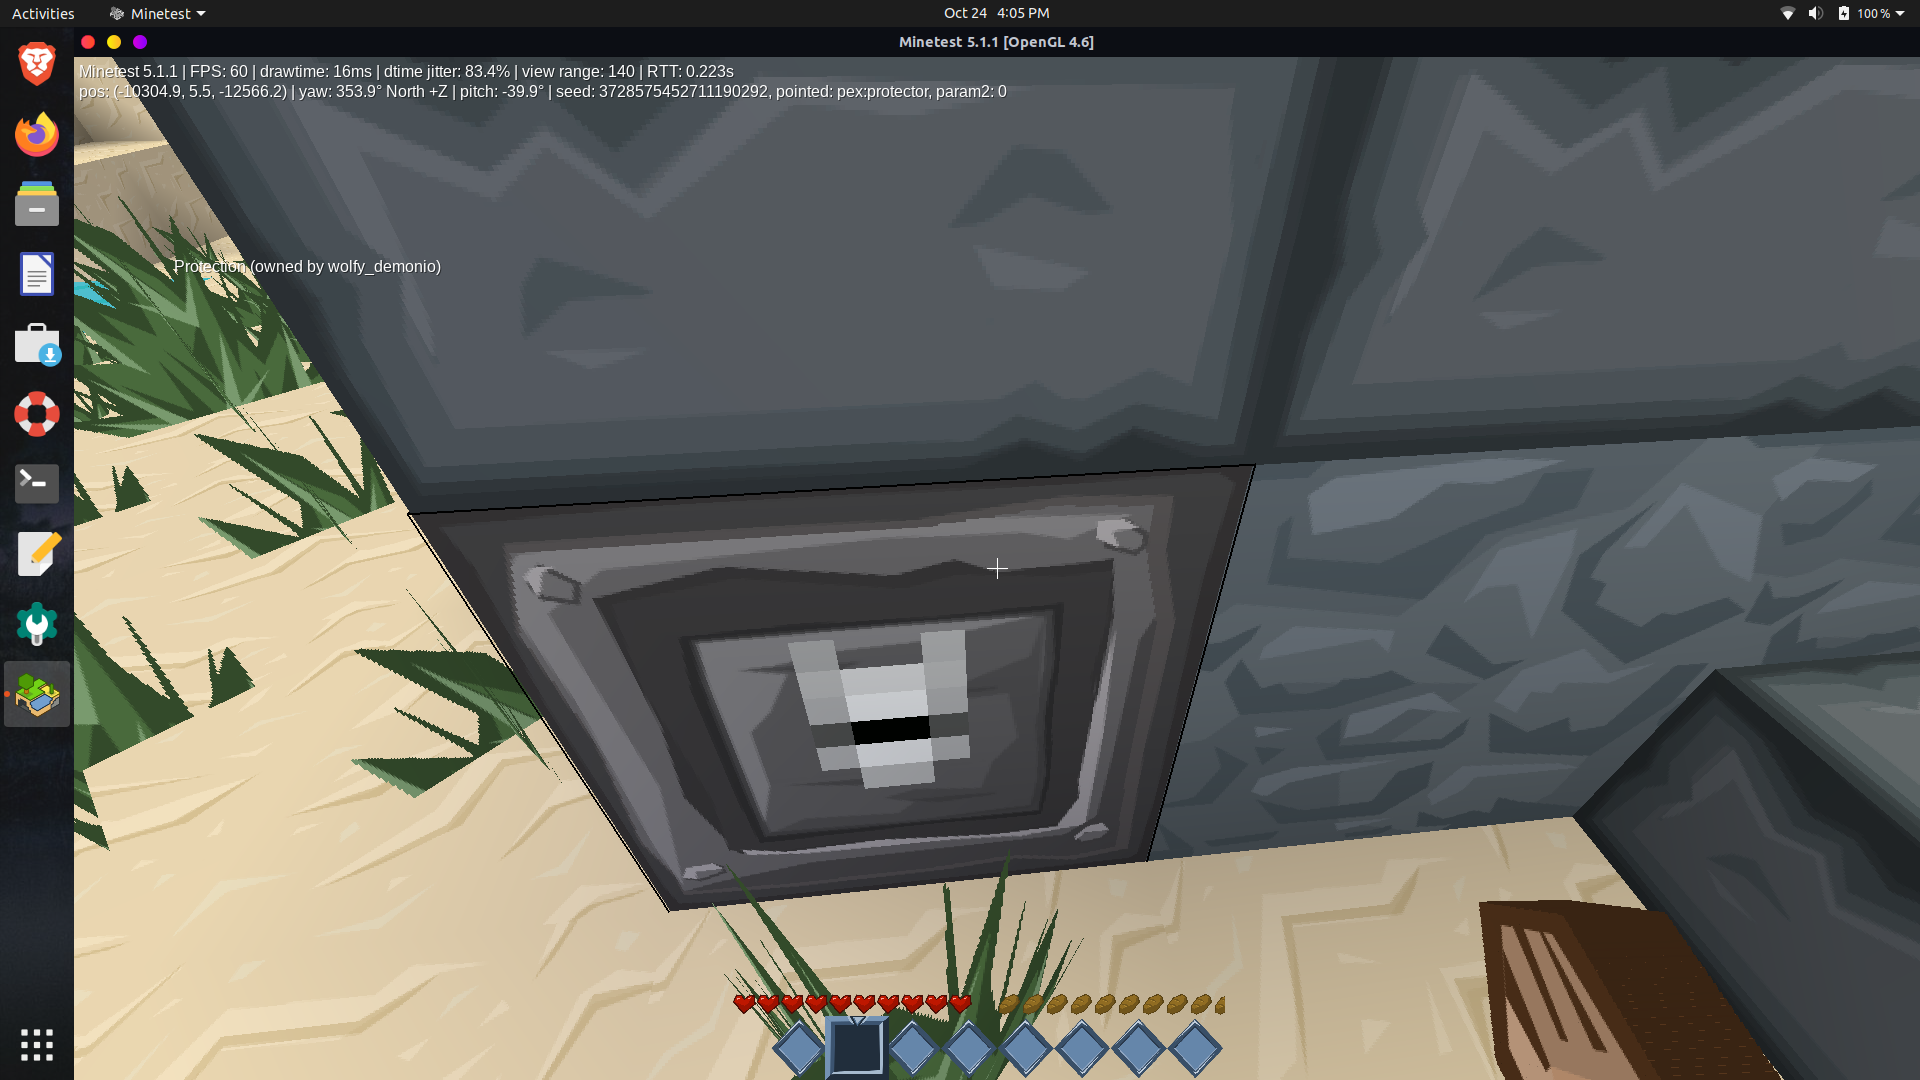 Activities
Minetest
Oct 24 4:05 PM
100 %
Minetest 5.1.1 [OpenGL 4.6]
Minetest 5.1.1 | FPS: 60 | drawtime: 16ms | dtime jitter: 83.4% | view range: 140 | RTT: 0.223s
pos: (-10304.9, 5.5, -12566.2) | yaw: 353.9° North +Z | pitch: -39.9° | seed: 3728575452711190292, pointed: pex:protector, param2: 0
Protection (owned by wolfy_demonio)